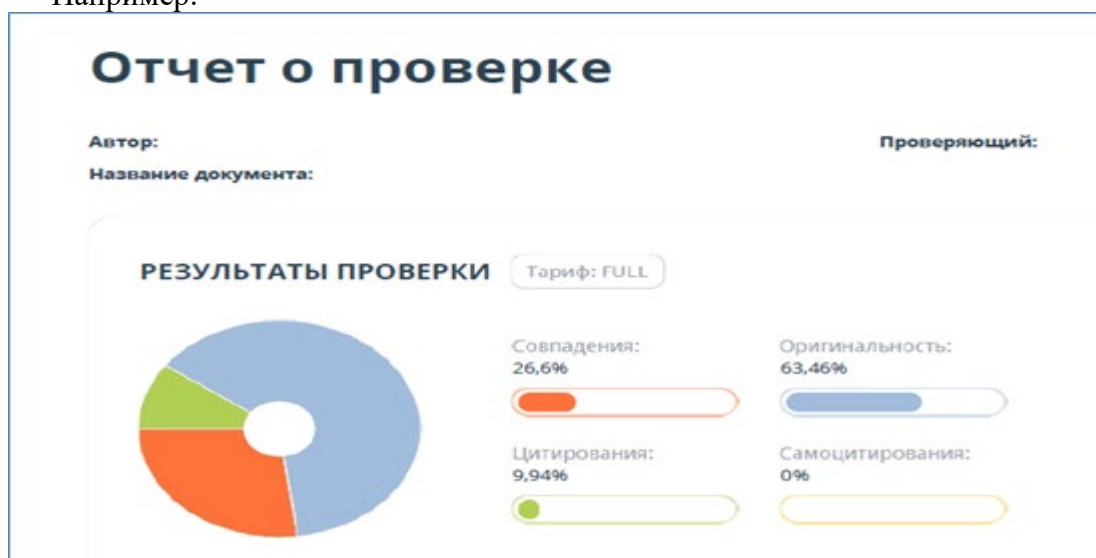 Например:
Отчет о проверке
Автор:
Проверяющий:
Название документа:
РЕЗУЛЬТАТЫ ПРОВЕРКИ
Тариф: FULL
Совпадения:
26,6%
Оригинальность:
63,46%
Цитирования:
9,94%
Самоцитирования:
0%